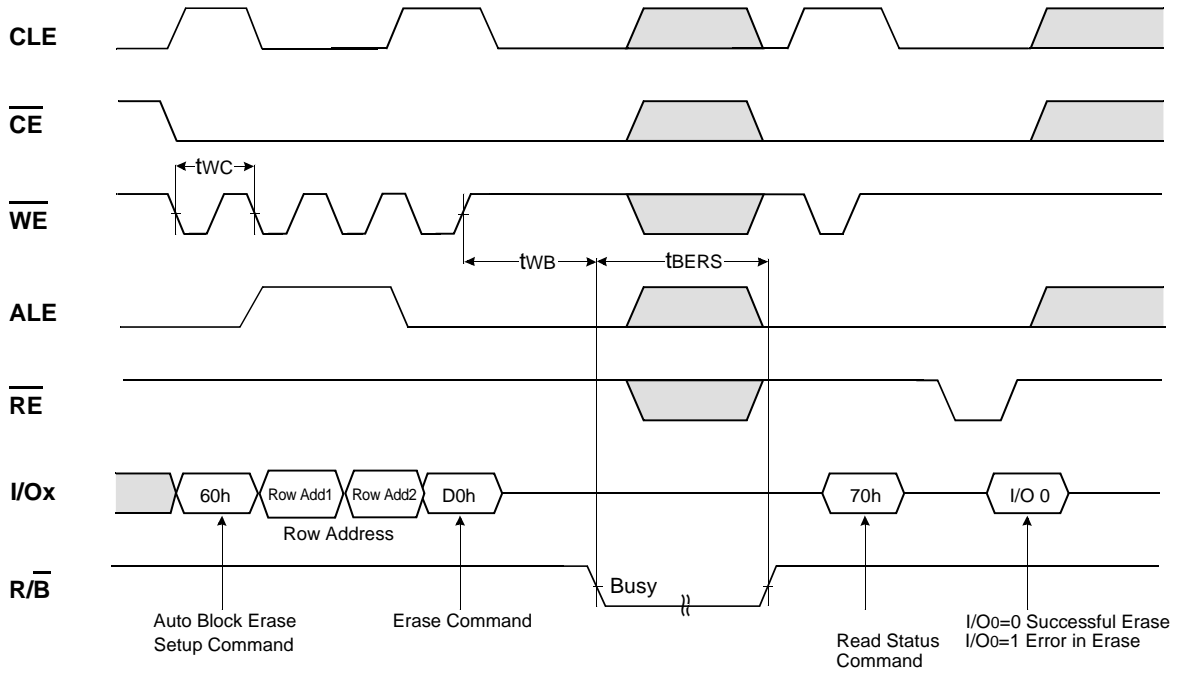 CLE
CE
tWC
WE
tWB
tBERS
ALE
RE
I/Ox
60h
Row Add1
Row Add2
D0h
70h
I/O 0
Row Address
R/B
Busy
Auto Block Erase
Setup Command
Erase Command
Read Status
Command
I/O0=0 Successful Erase
I/O0=1 Error in Erase